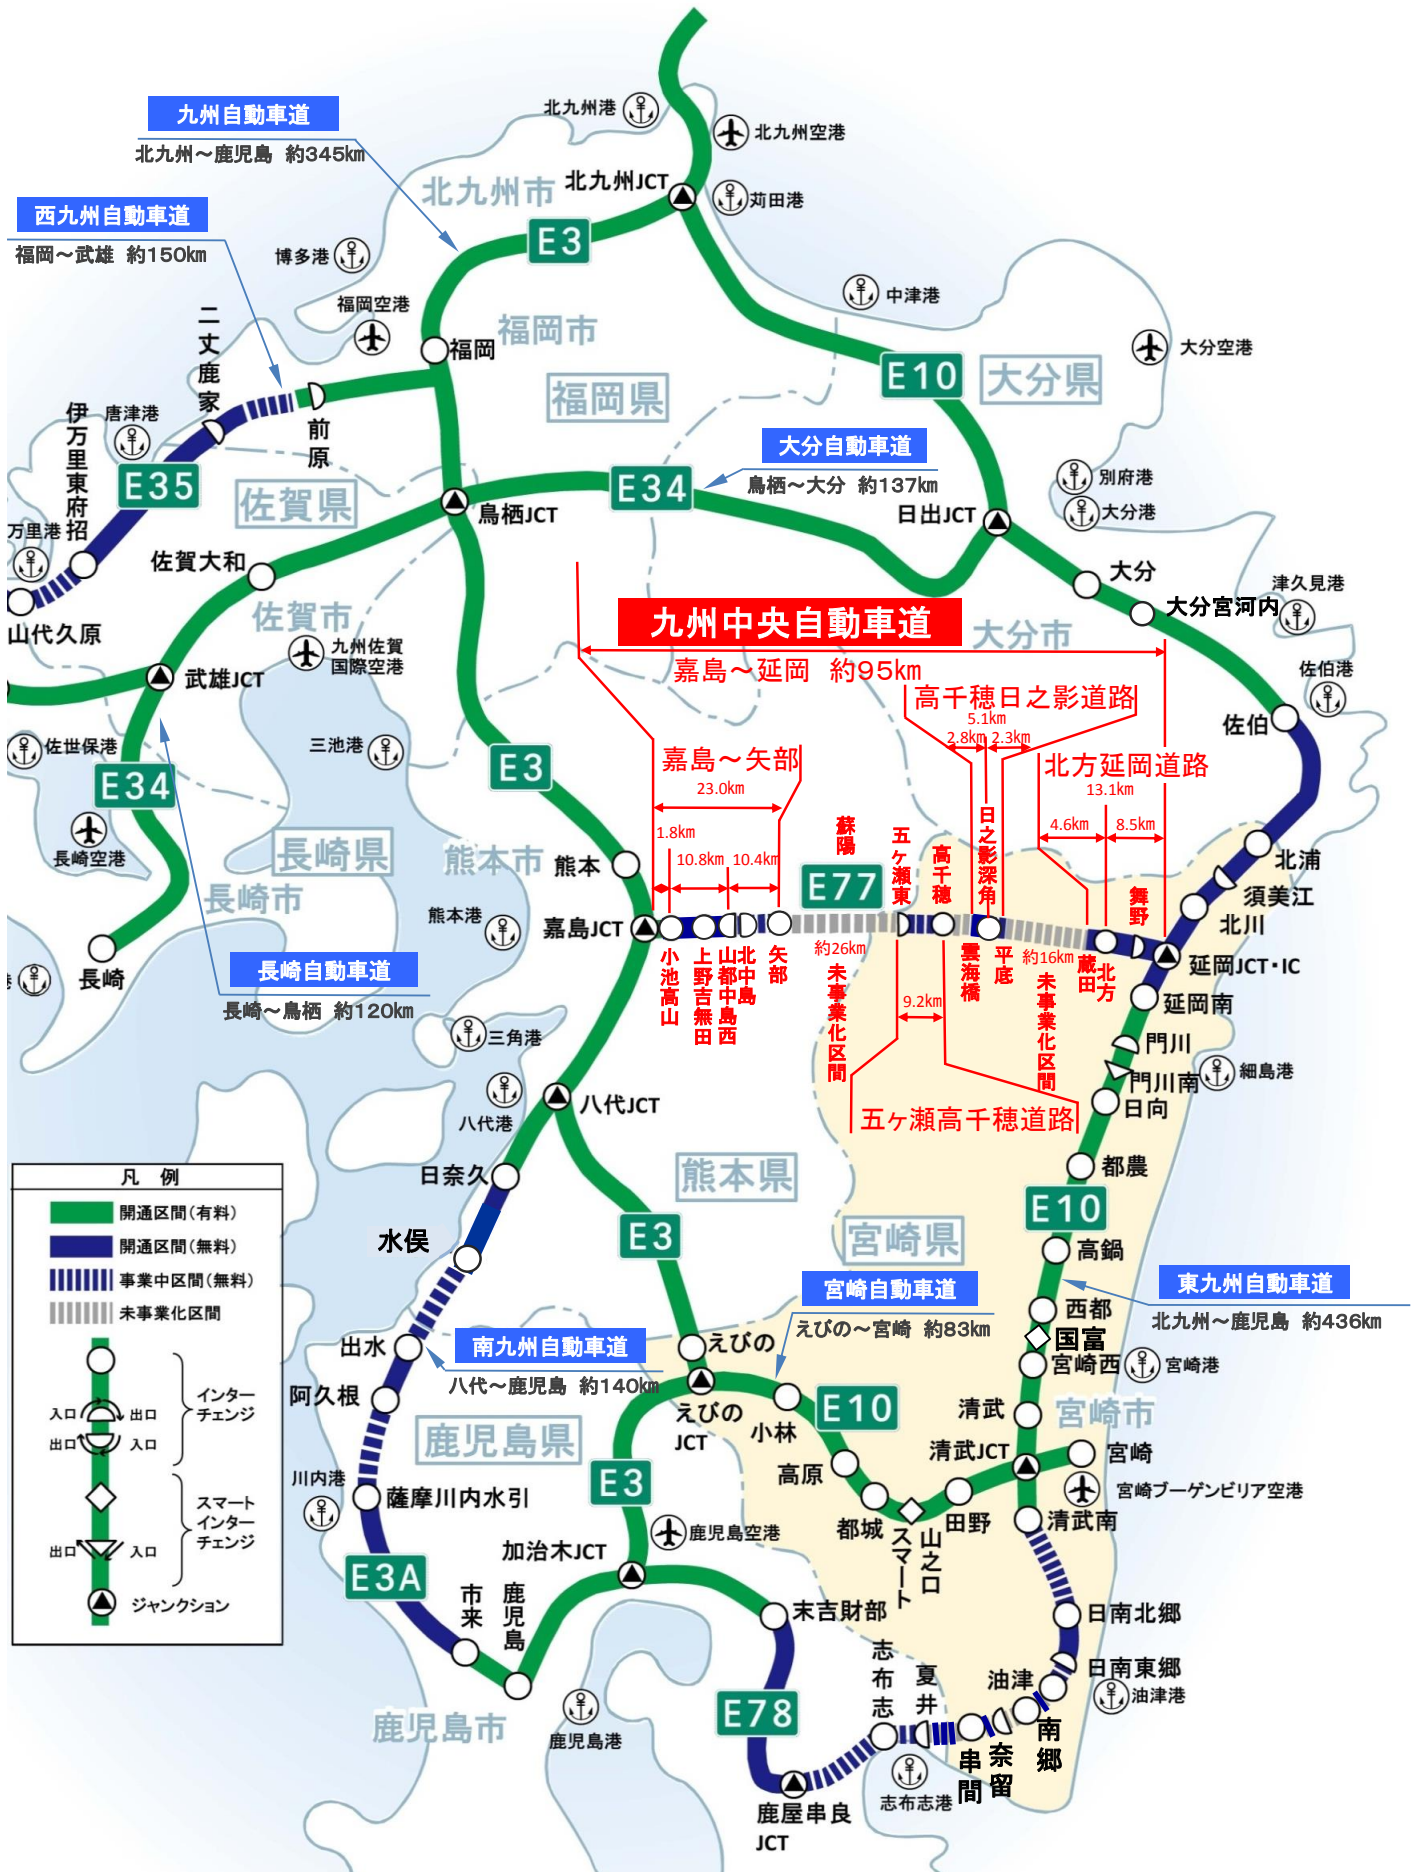 九州自動車道
北九州～鹿児島 約345km
西九州自動車道
福岡～武雄 約150km
北九州港
北九州空港
北九州市
北九州JCT
苅田港
E3
博多港
福岡空港
福岡市
福岡
中津港
大分空港
二丈鹿家
E10
大分県
福岡県
唐津港
前原
伊万里東府招
E35
大分自動車道
鳥栖～大分 約137km
別府港
佐賀県
E34
鳥栖JCT
日出JCT
大分港
万里港
佐賀大和
大分
津久見港
山代久原
佐賀市
九州中央自動車道
大分宮河内
大分市
九州佐賀
国際空港
嘉島～延岡 約95km
武雄JCT
高千穂日之影道路
佐伯港
佐伯
5.1km
2.8km
2.3km
佐世保港
三池港
嘉島～矢部
23.0km
北方延岡道路
13.1km
E34
E3
1.8km
10.8km
10.4km
4.6km
8.5km
長崎空港
長崎県
熊本市
熊本
蘇陽
五ヶ瀬東
高千穂
日之影深角
舞野
北浦
須美江
北川
長崎市
E77
熊本港
嘉島JCT
小池高山
上野吉無田
山都中島西
北中島
矢部
約26km
未事業化区間
雲海橋
平底
約16km
未事業化区間
蔵田
北方
延岡JCT・IC
長崎
長崎自動車道
長崎～鳥栖 約120km
9.2km
延岡南
三角港
門川
門川南
細島港
八代港
八代JCT
日向
五ヶ瀬高千穂道路
日奈久
熊本県
都農
凡 例
開通区間(有料)
開通区間(無料)
事業中区間(無料)
未事業化区間
水俣
E3
宮崎県
E10
高鍋
宮崎自動車道
えびの～宮崎 約83km
東九州自動車道
北九州～鹿児島 約436km
西都
国富
出水
南九州自動車道
八代～鹿児島 約140km
えびの
宮崎西
宮崎港
入口
出口
出口
入口
インター
チェンジ
阿久根
えびの
JCT
小林
E10
清武
宮崎市
鹿児島県
清武JCT
宮崎
川内港
E3
高原
宮崎ブーゲンビリア空港
スマート
インター
チェンジ
出口
入口
薩摩川内水引
都城
山之口
スマート
田野
清武南
鹿児島空港
ジャンクション
加治木JCT
E3A
市来
鹿児島
末吉財部
日南北郷
志布志
夏井
日南東郷
油津
油津港
鹿児島市
鹿児島港
E78
串間
奈留
南郷
志布志港
鹿屋串良
JCT